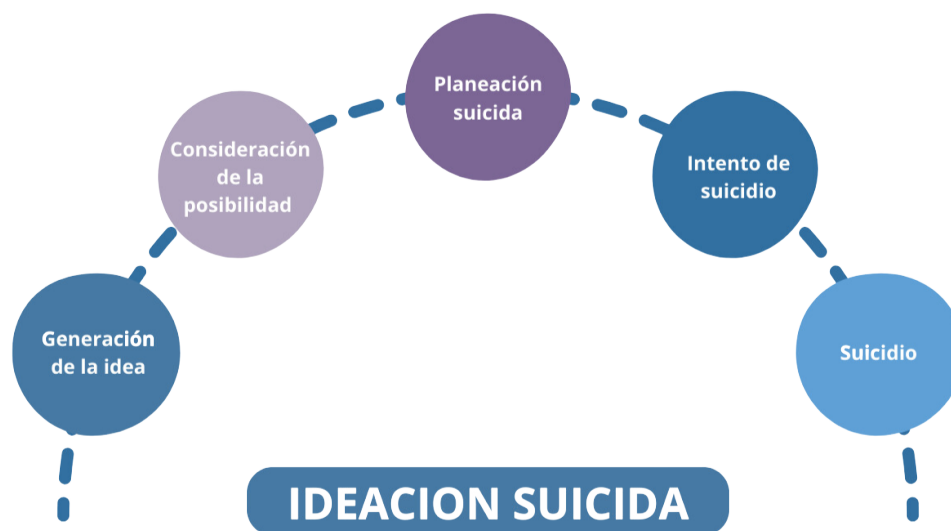 Generación
de la idea
Consideración
de la
posibilidad
Planeación
suicida
Intento de
suicidio
Suicidio
IDEACION SUICIDA